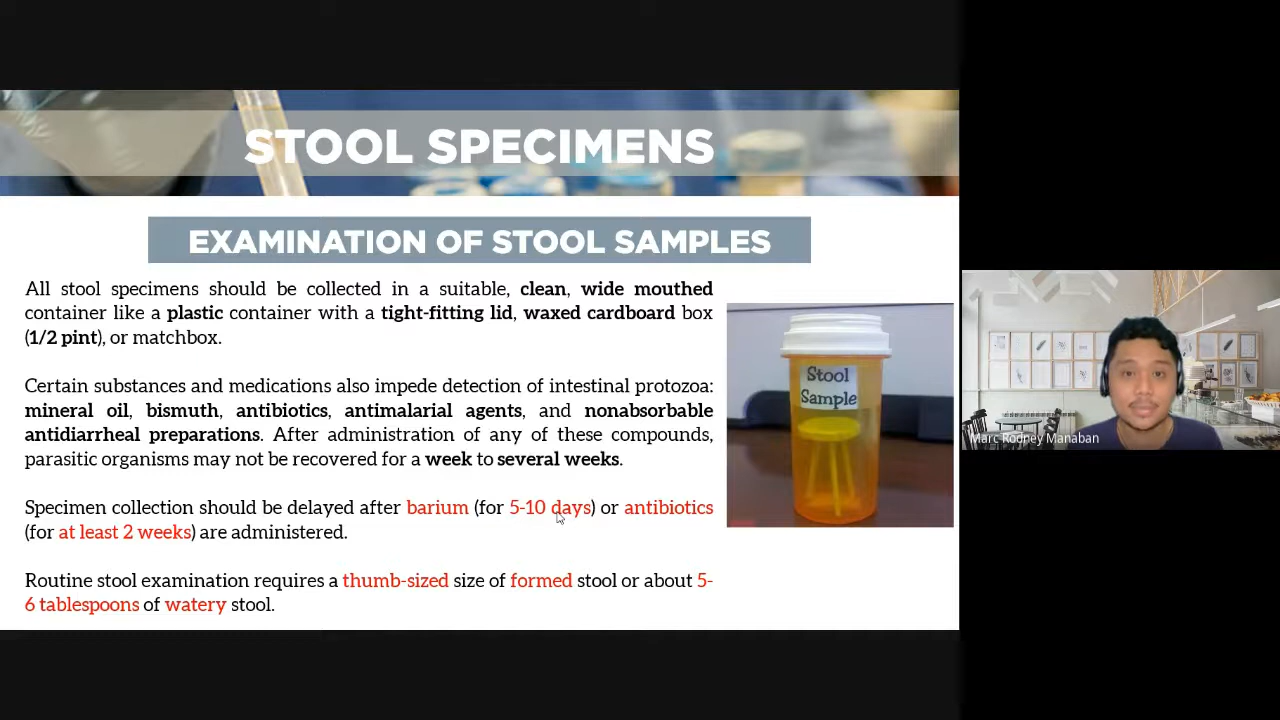 STOOL SPECIMENS
EXAMINATION OF STOOL SAMPLES
All stool specimens should be collected in a suitable, clean, wide mouthed
container like a plastic container with a tight-fitting lid, waxed cardboard box
(1/2 pint), or matchbox.
Certain substances and medications also impede detection of intestinal protozoa:
mineral oil, bismuth, antibiotics, antimalarial agents, and nonabsorbable
antidiarrheal preparations. After administration of any of these compounds,
parasitic organisms may not be recovered for a week to several weeks.
Specimen collection should be delayed after barium (for 5-10 days) or antibiotics
(for at least 2 weeks) are administered.
Routine stool examination requires a thumb-sized size of formed stool or about 5-
6 tablespoons of watery stool.
Stool
Sample
Marc Rodney Manaban